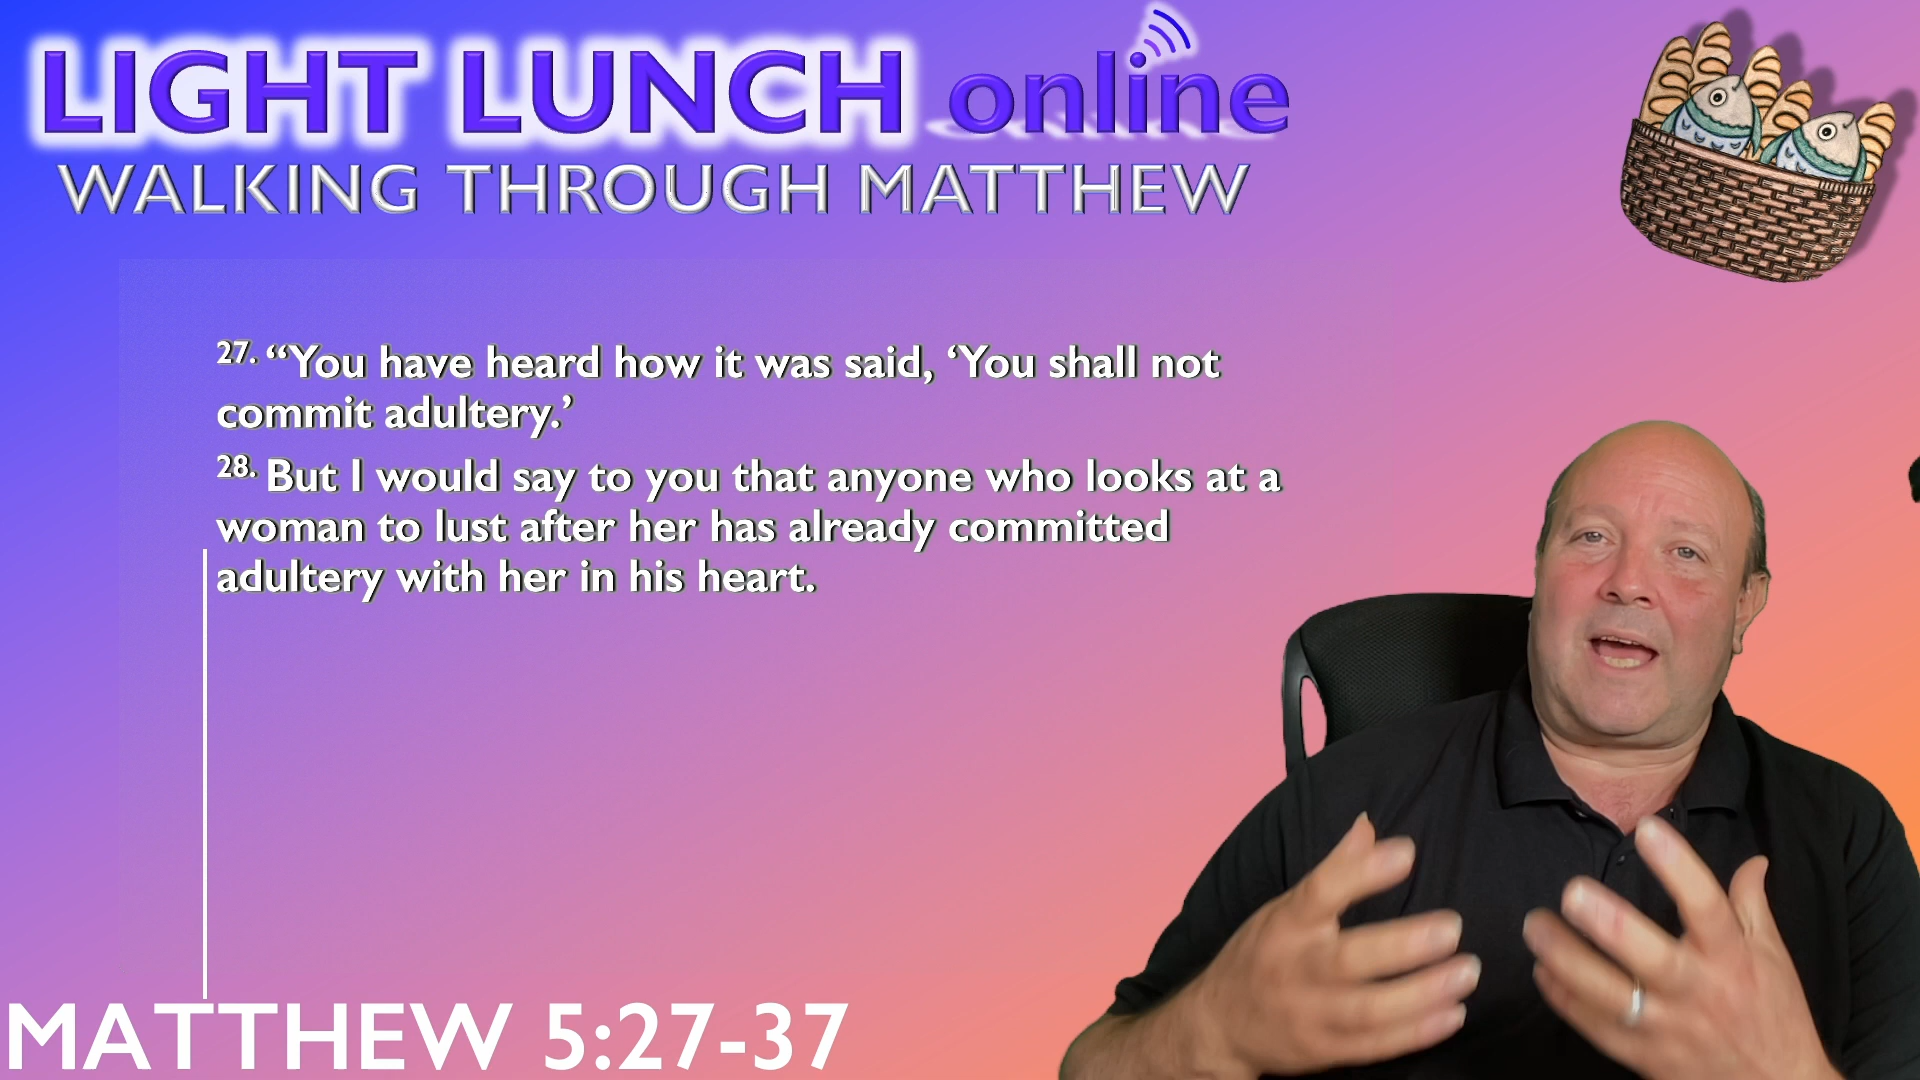 LIGHT LUNCH online
WALKING THROUGH MATTHEW
27. “You have heard how it was said, ‘You shall not
commit adultery.’
28. But I would say to you that anyone who looks at a
woman to lust after her has already committed
adultery with her in his heart.
MATTHEW 5:27-37